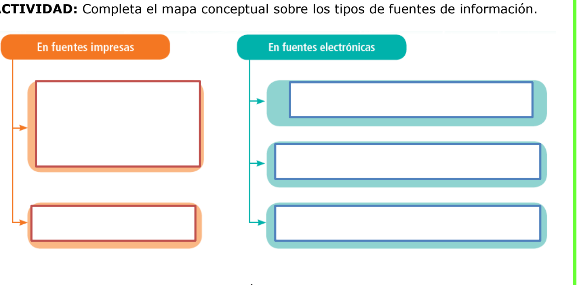 CTIVIDAD: Completa el mapa conceptual sobre los tipos de fuentes de información.
En fuentes impresas
En fuentes electrónicas